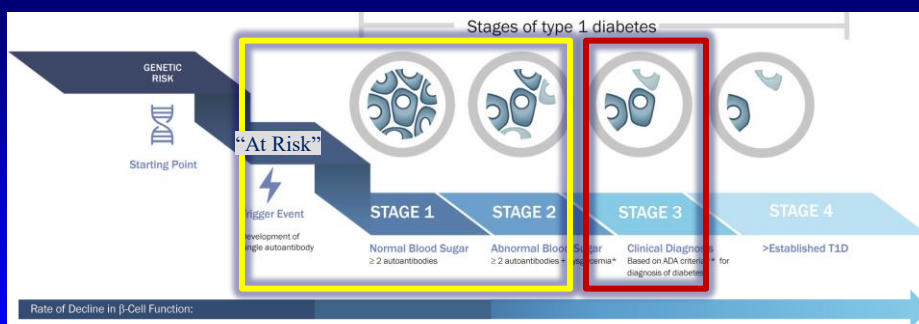 Stages of type 1 diabetes
GENETIC
RISK
Starting Point
“At Risk”
Trigger Event
Development of
single autoantibody
STAGE 1
Normal Blood Sugar
≥ 2 autoantibodies
STAGE 2
Abnormal Blood Sugar
≥ 2 autoantibodies + dysglycemia*
STAGE 3
Clinical Diagnosis
Based on ADA criteria** for
diagnosis of diabetes
STAGE 4
>Established T1D
Rate of Decline in β-Cell Function: